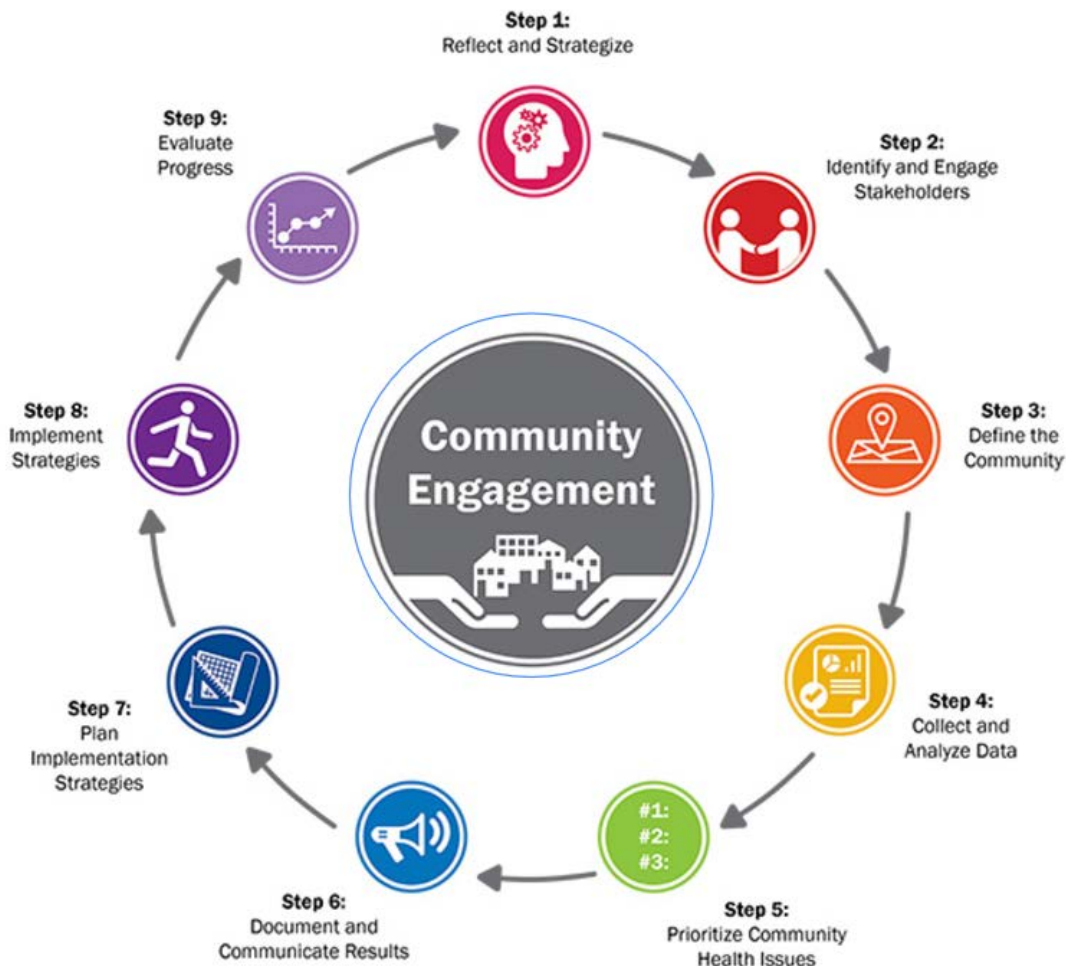 Step 1:
Reflect and Strategize
Step 2:
Identify and Engage
Stakeholders
Step 3:
Define the
Community
Step 4:
Collect and
Analyze Data
#1:
#2:
#3:
Step 5:
Prioritize Community
Health Issues
Step 6:
Document and
Communicate Results
Step 7:
Plan
Implementation
Strategies
Step 8:
Implement
Strategies
Step 9:
Evaluate
Progress
Community
Engagement